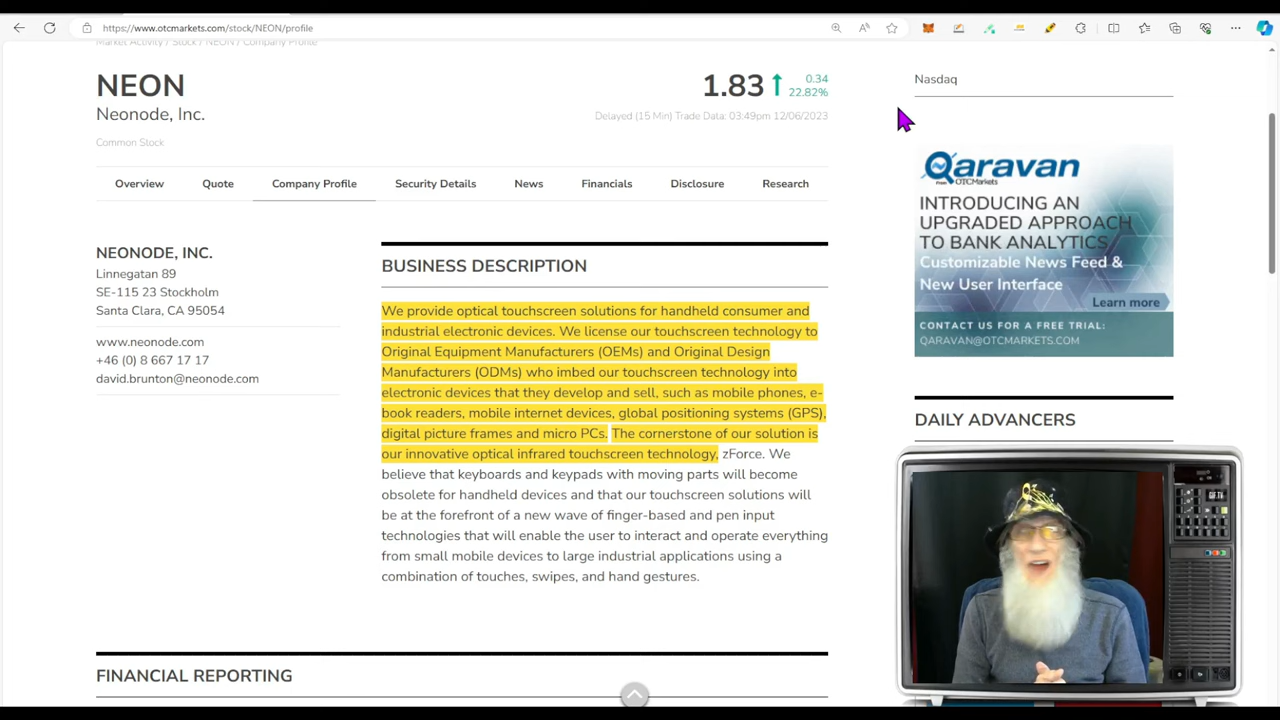 https://www.otcmarkets.com/stock/NEON/profile
Market Activity / Stock / NEON / Company Profile
NEON
Neonode, Inc.
Common Stock
1.83
0.34
22.82%
Delayed (15 Min) Trade Data: 03:49pm 12/06/2023
Nasdaq
Overview
Quote
Company Profile
Security Details
News
Financials
Disclosure
Research
NEONODE, INC.
Linnegatan 89
SE-115 23 Stockholm
Santa Clara, CA 95054
www.neonode.com
+46 (0) 8 667 17 17
david.brunton@neonode.com
BUSINESS DESCRIPTION
We provide optical touchscreen solutions for handheld consumer and
industrial electronic devices. We license our touchscreen technology to
Original Equipment Manufacturers (OEMs) and Original Design
Manufacturers (ODMs) who imbed our touchscreen technology into
electronic devices that they develop and sell, such as mobile phones, e-
book readers, mobile internet devices, global positioning systems (GPS),
digital picture frames and micro PCs. The cornerstone of our solution is
our innovative optical infrared touchscreen technology, zForce. We
believe that keyboards and keypads with moving parts will become
obsolete for handheld devices and that our touchscreen solutions will
be at the forefront of a new wave of finger-based and pen input
technologies that will enable the user to interact and operate everything
from small mobile devices to large industrial applications using a
combination of touches, swipes, and hand gestures.
FINANCIAL REPORTING
Qaravan
from OTCMarkets
INTRODUCING AN
UPGRADED APPROACH
TO BANK ANALYTICS
Customizable News Feed &
New User Interface
Learn more
CONTACT US FOR A FREE TRIAL:
QARAVAN@OTCMARKETS.COM
DAILY ADVANCERS